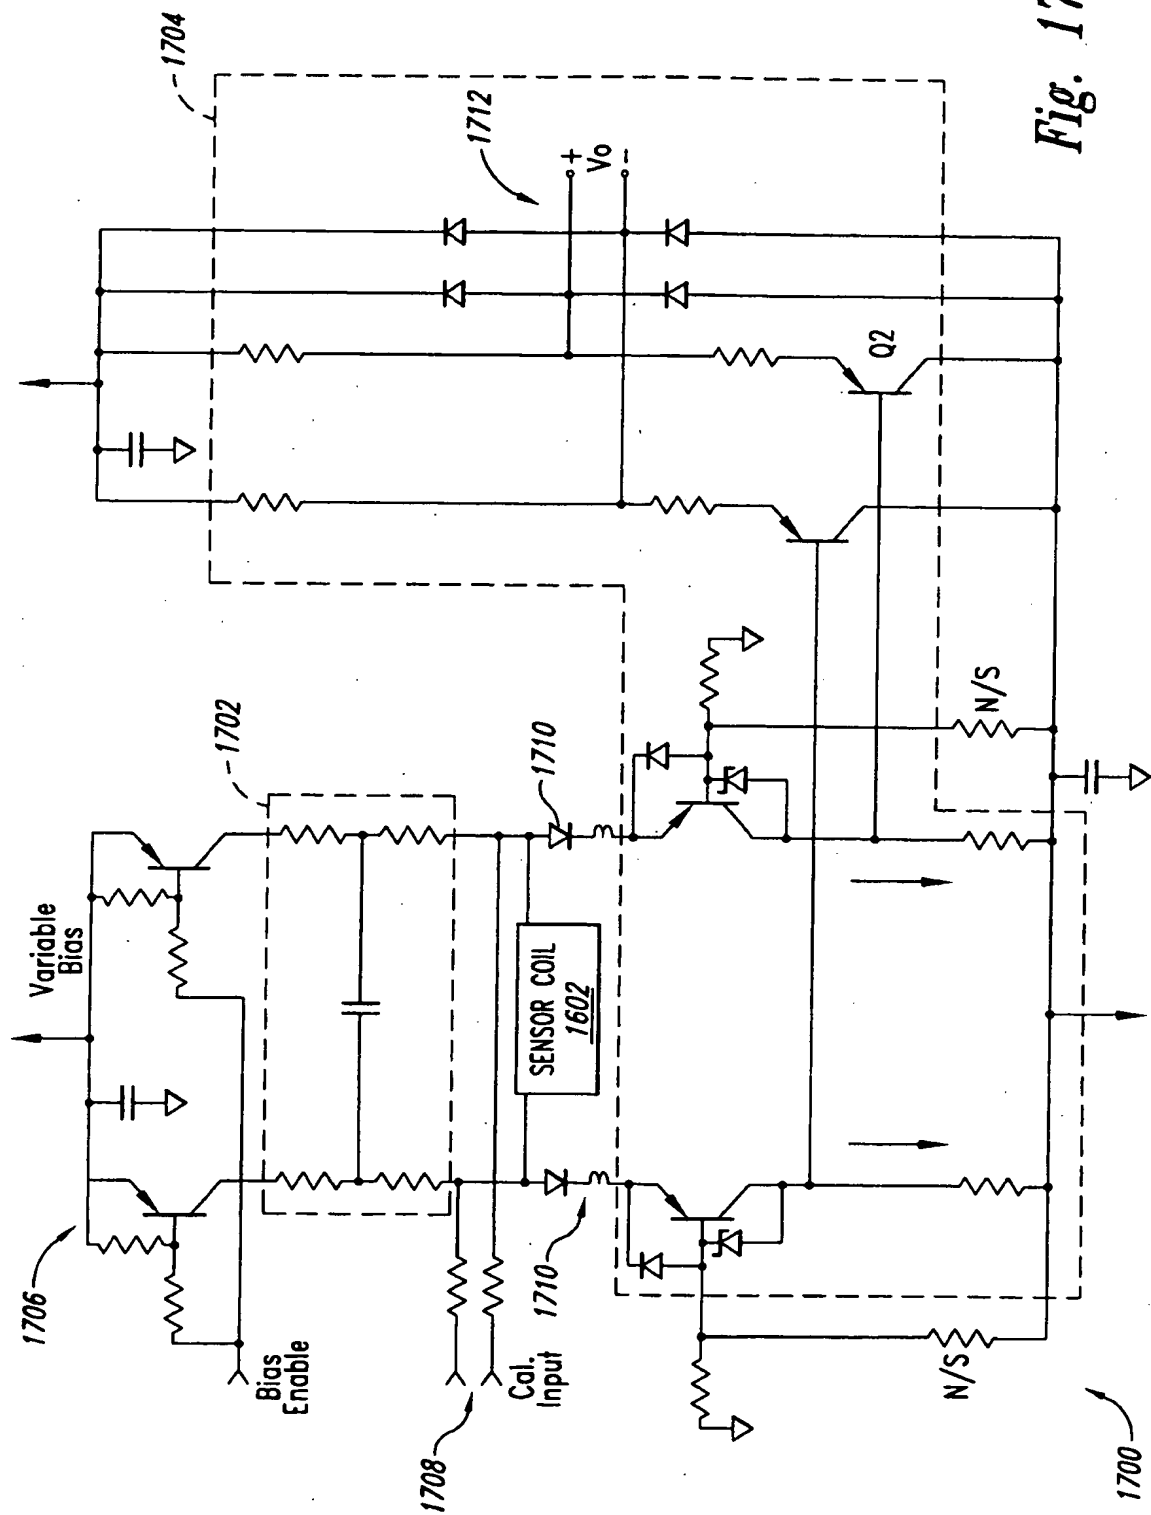 1704
1712
+
Vo
-
Q2
Fig. 17
1702
1710
Variable
Bias
SENSOR COIL
1602
N/S
1706
Bias
Enable
1710
Cal.
Input
1708
N/S
1700